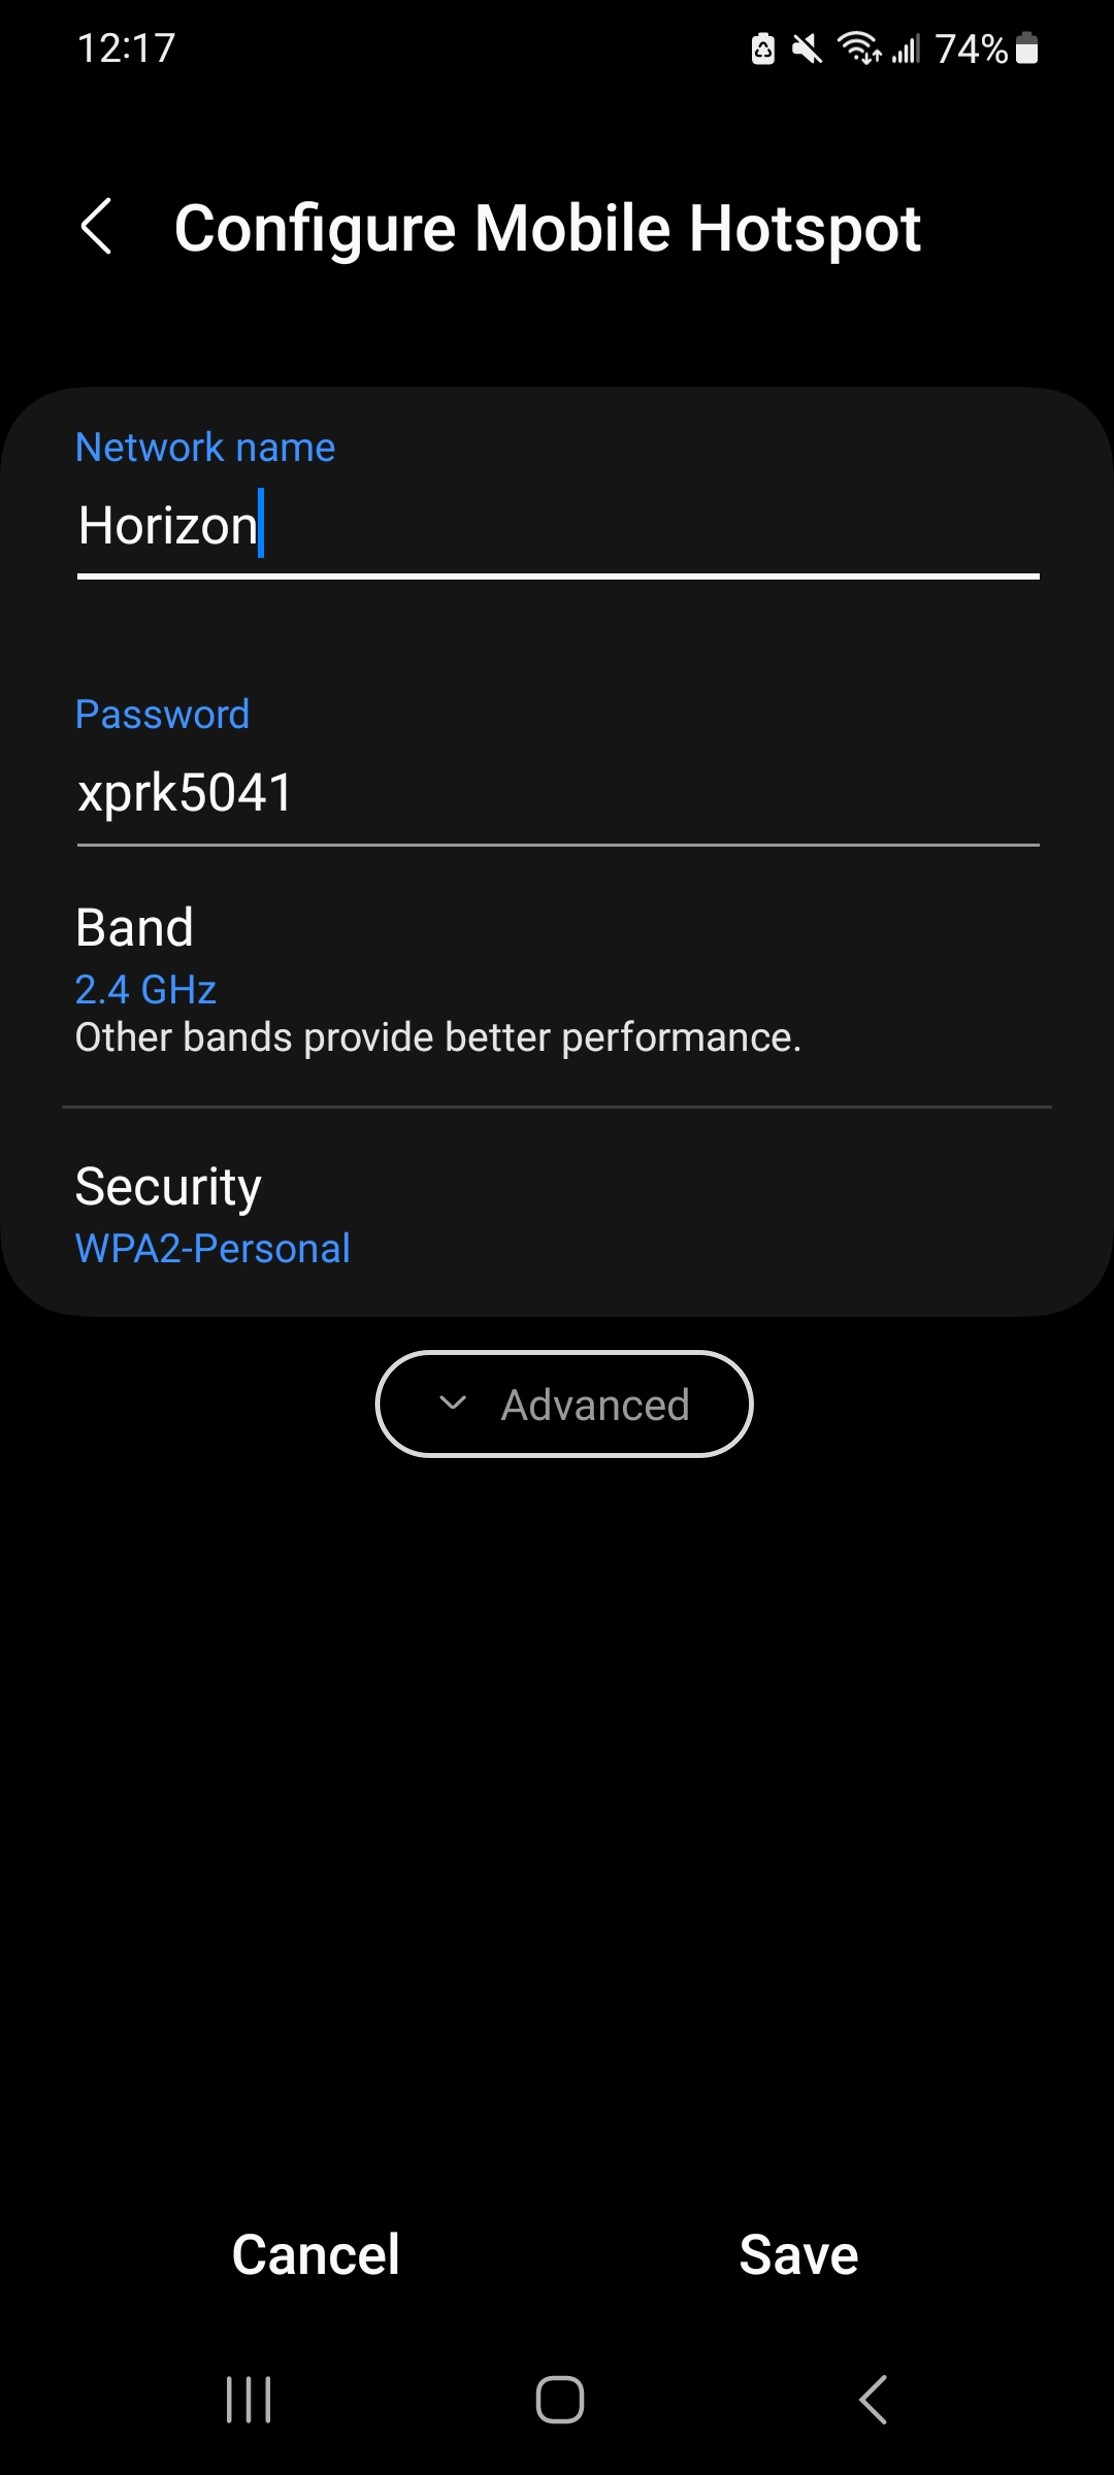 12:17
74%
Configure Mobile Hotspot
Network name
Horizon
Password
xprk5041
Band
2.4 GHz
Other bands provide better performance.
Security
WPA2-Personal
Advanced
Cancel
Save